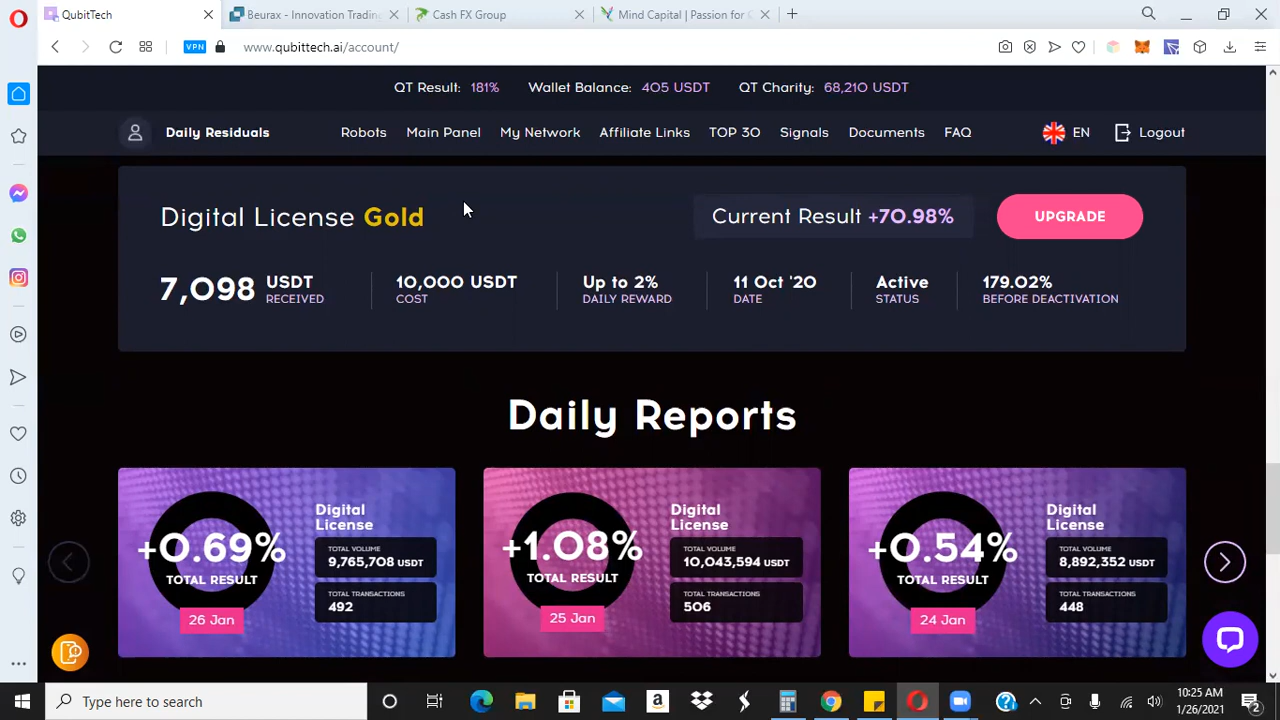 QubitTech
Beurax - Innovation Trading
Cash FX Group
Mind Capital | Passion for
VPN
www.qubittech.ai/account/
QT Result: 181% Wallet Balance: 405 USDT QT Charity: 68,210 USDT
Daily Residuals Robots Main Panel My Network Affiliate Links TOP 30 Signals Documents FAQ EN Logout
Digital License Gold
Current Result +70.98%
UPGRADE
7,098 USDT RECEIVED
10,000 USDT
COST
Up to 2%
DAILY REWARD
11 Oct '20
DATE
Active
STATUS
179.02%
BEFORE DEACTIVATION
Daily Reports
+0.69%
TOTAL RESULT
26 Jan
Digital
License
TOTAL VOLUME
9,765,708 USDT
TOTAL TRANSACTIONS
492
+1.08%
TOTAL RESULT
25 Jan
Digital
License
TOTAL VOLUME
10,043,594 USDT
TOTAL TRANSACTIONS
506
+0.54%
TOTAL RESULT
24 Jan
Digital
License
TOTAL VOLUME
8,892,352 USDT
TOTAL TRANSACTIONS
448
Type here to search
10:25 AM
1/26/2021
2